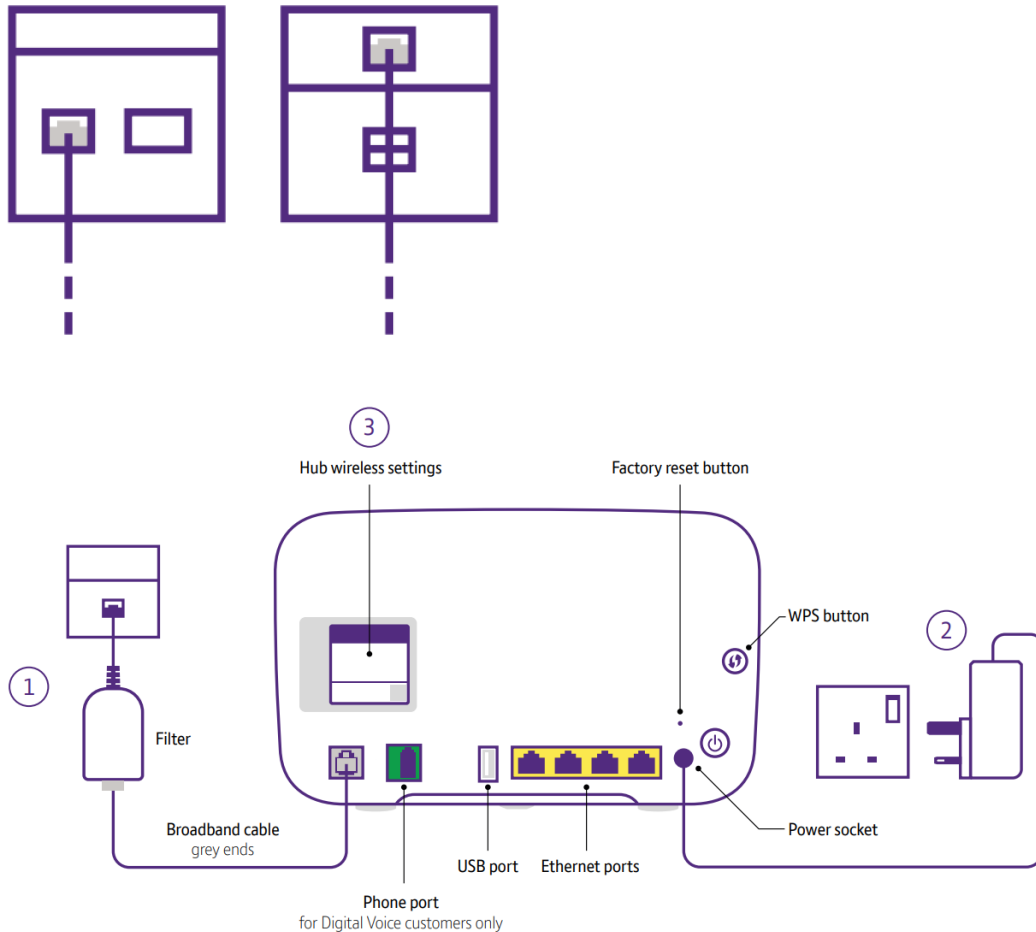 3
Hub wireless settings
Factory reset button
WPS button
2
1
Filter
Broadband cable
grey ends
USB port
Ethernet ports
Power socket
Phone port
for Digital Voice customers only